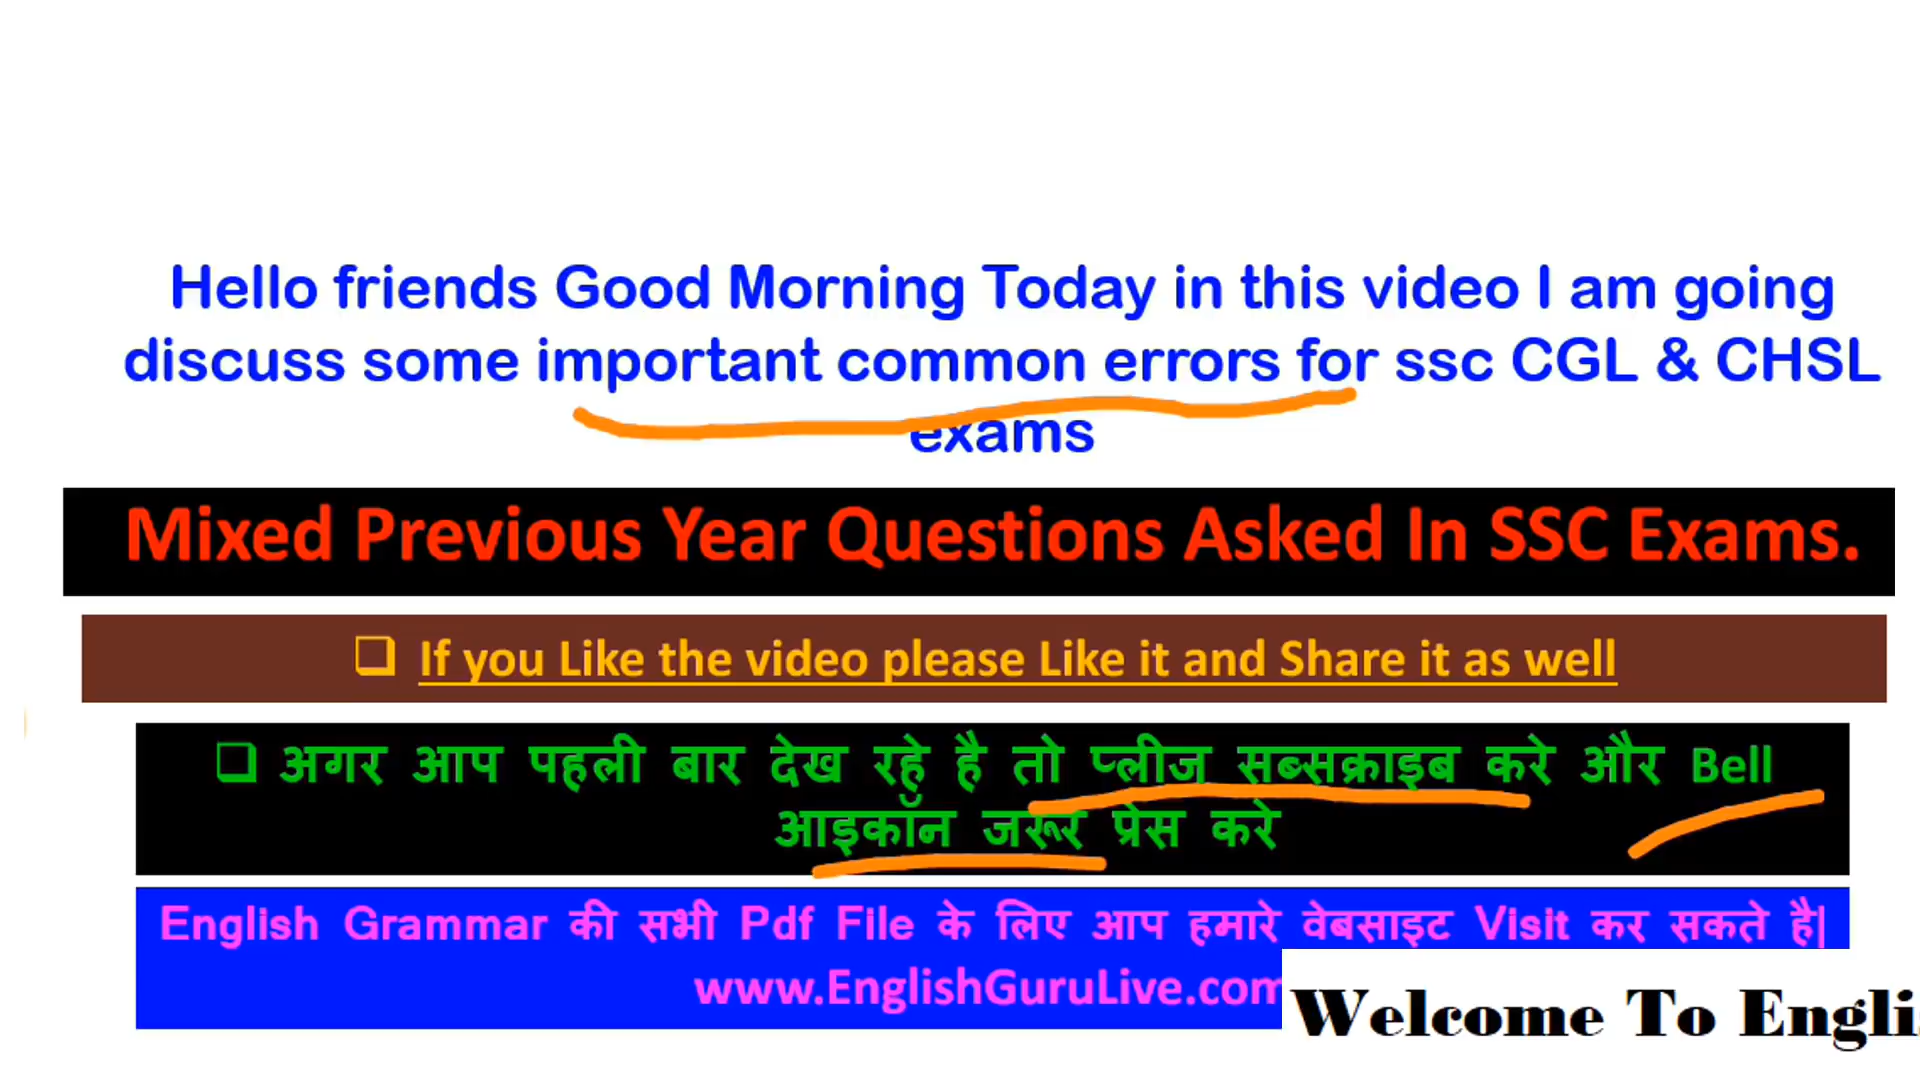 Hello friends Good Morning Today in this video I am going
discuss some important common errors for ssc CGL & CHSL
exams
Mixed Previous Year Questions Asked In SSC Exams.
❑ If you Like the video please Like it and Share it as well
❑ अगर आप पहली बार देख रहे है तो प्लीज सब्सक्राइब करे और Bell
आइकॉन जरूर प्रेस करे
English Grammar की सभी Pdf File के लिए आप हमारे वेबसाइट Visit कर सकते है|
www.EnglishGuruLive.com
Welcome To Engli